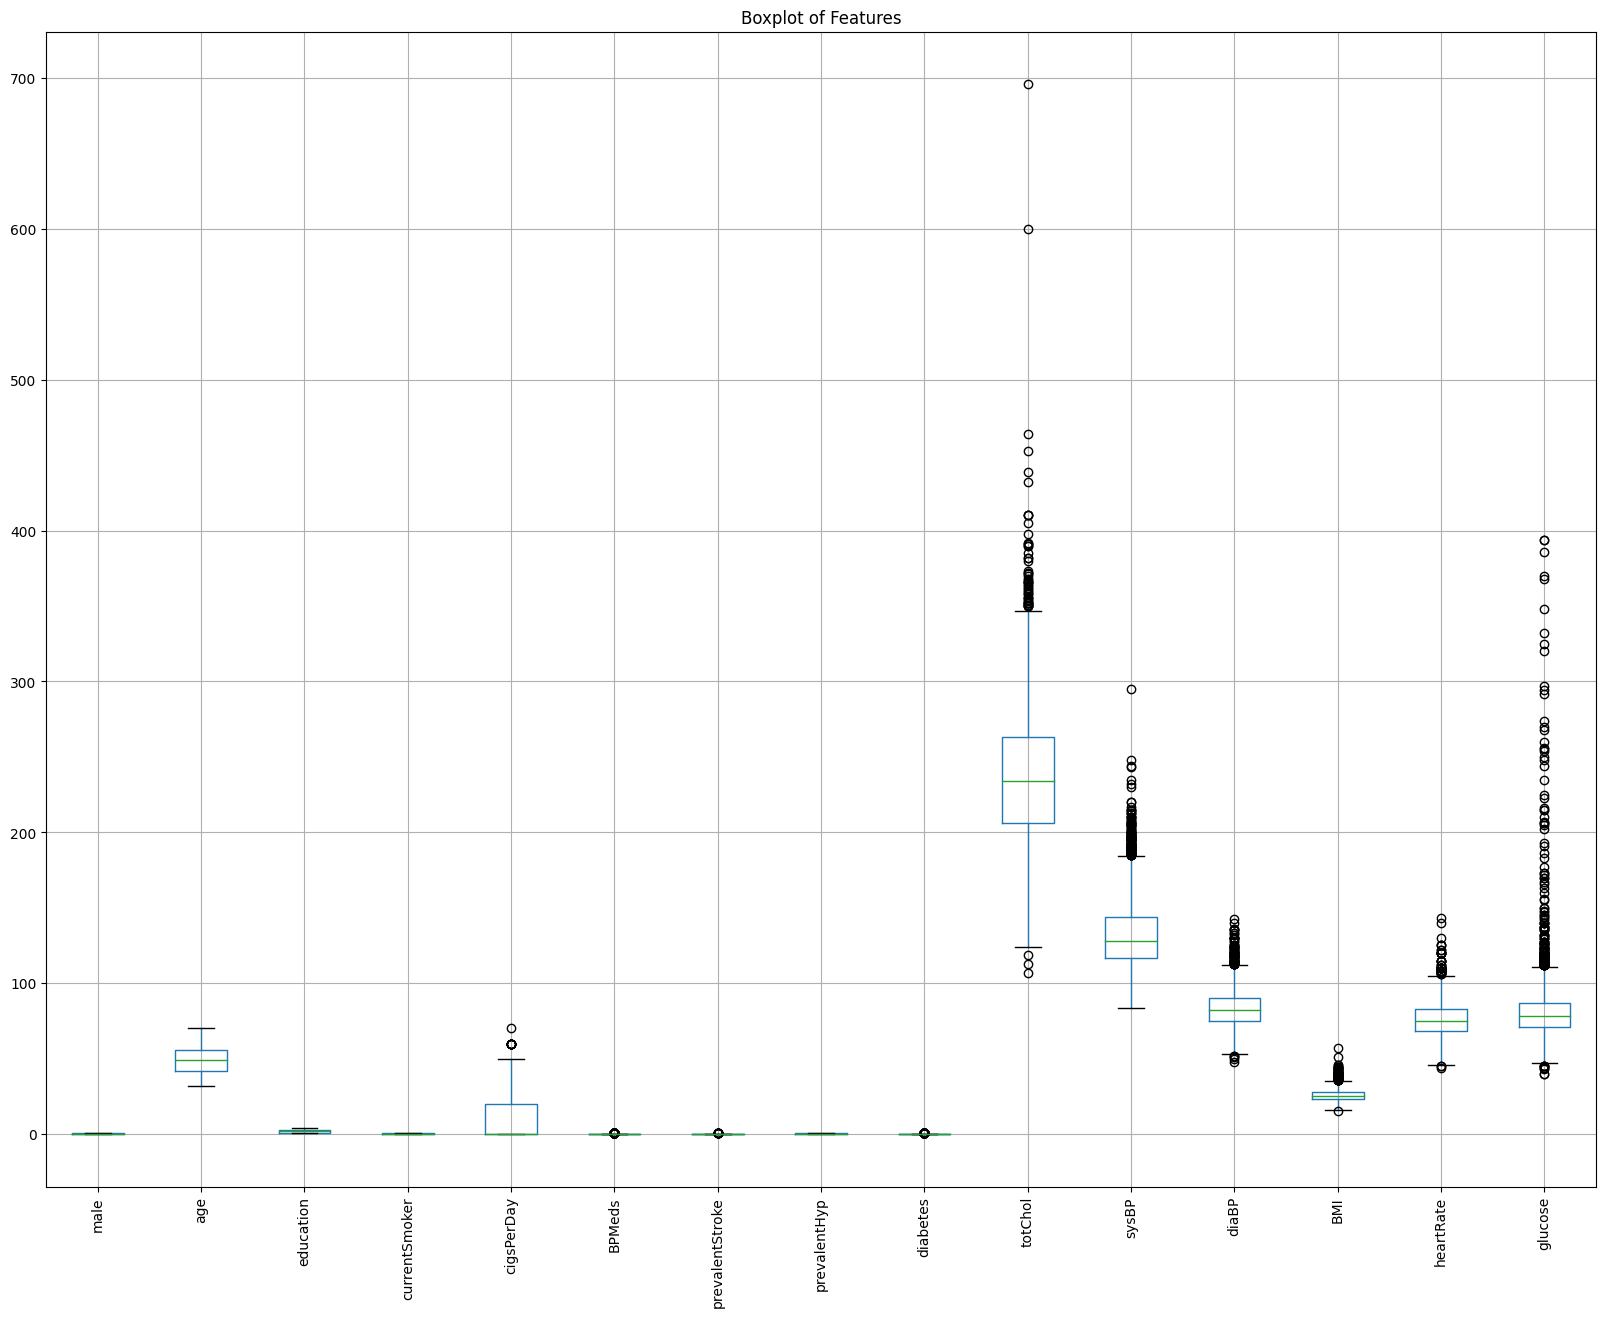 Boxplot of Features
700
600
500
400
300
200
100
0
male
age
education
currentSmoker
cigsPerDay
BPMeds
prevalentStroke
prevalentHyp
diabetes
totChol
sysBP
diaBP
BMI
heartRate
glucose